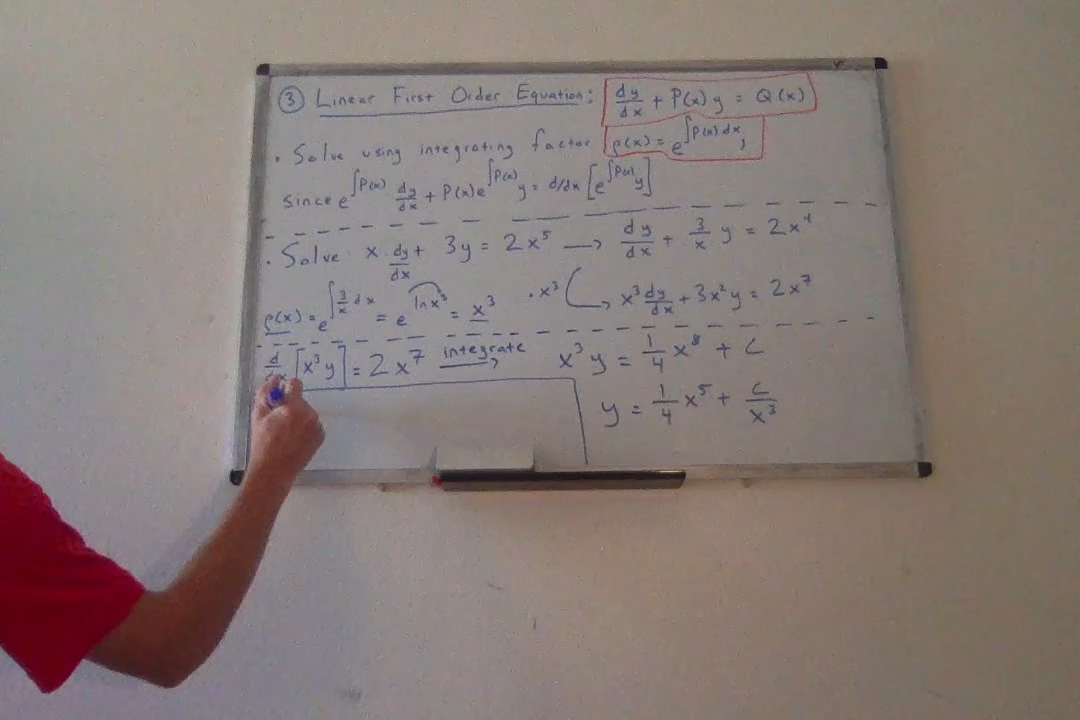 ③ Linear First Order Equation: dy/dx + P(x) y = Q(x)
• Solve using integrating factor ρ(x) = e^∫P(x) dx,
since e^∫P(x) dy/dx + P(x)e^∫P(x) y = d/dx [e^∫P(x) y]
• Solve x · dy/dx + 3y = 2x⁵ → dy/dx + 3/x y = 2x⁴
ρ(x) = e^∫3/x dx = e^ln x³ = x³ · x³ x³ dy/dx + 3x²y = 2x⁷
d/dx [x³y] = 2x⁷ integrate → x³y = 1/4 x⁸ + C
y = 1/4 x⁵ + C/x³